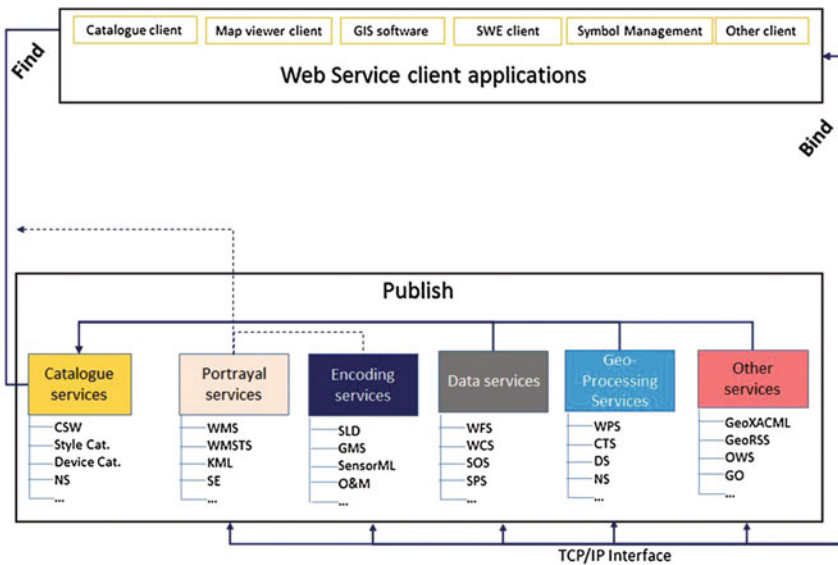 Catalogue client
Map viewer client
GIS software
SWE client
Symbol Management
Other client
Web Service client applications
Find
Bind
Publish
Catalogue
services
Portrayal
services
Encoding
services
Data services
Geo-
Processing
Services
Other
services
CSW
Style Cat.
Device Cat.
NS
...
WMS
WMSTS
KML
SE
...
SLD
GMS
SensorML
O&M
...
WFS
WCS
SOS
SPS
...
WPS
CTS
DS
NS
...
GeoXACML
GeoRSS
OWS
GO
...
TCP/IP Interface